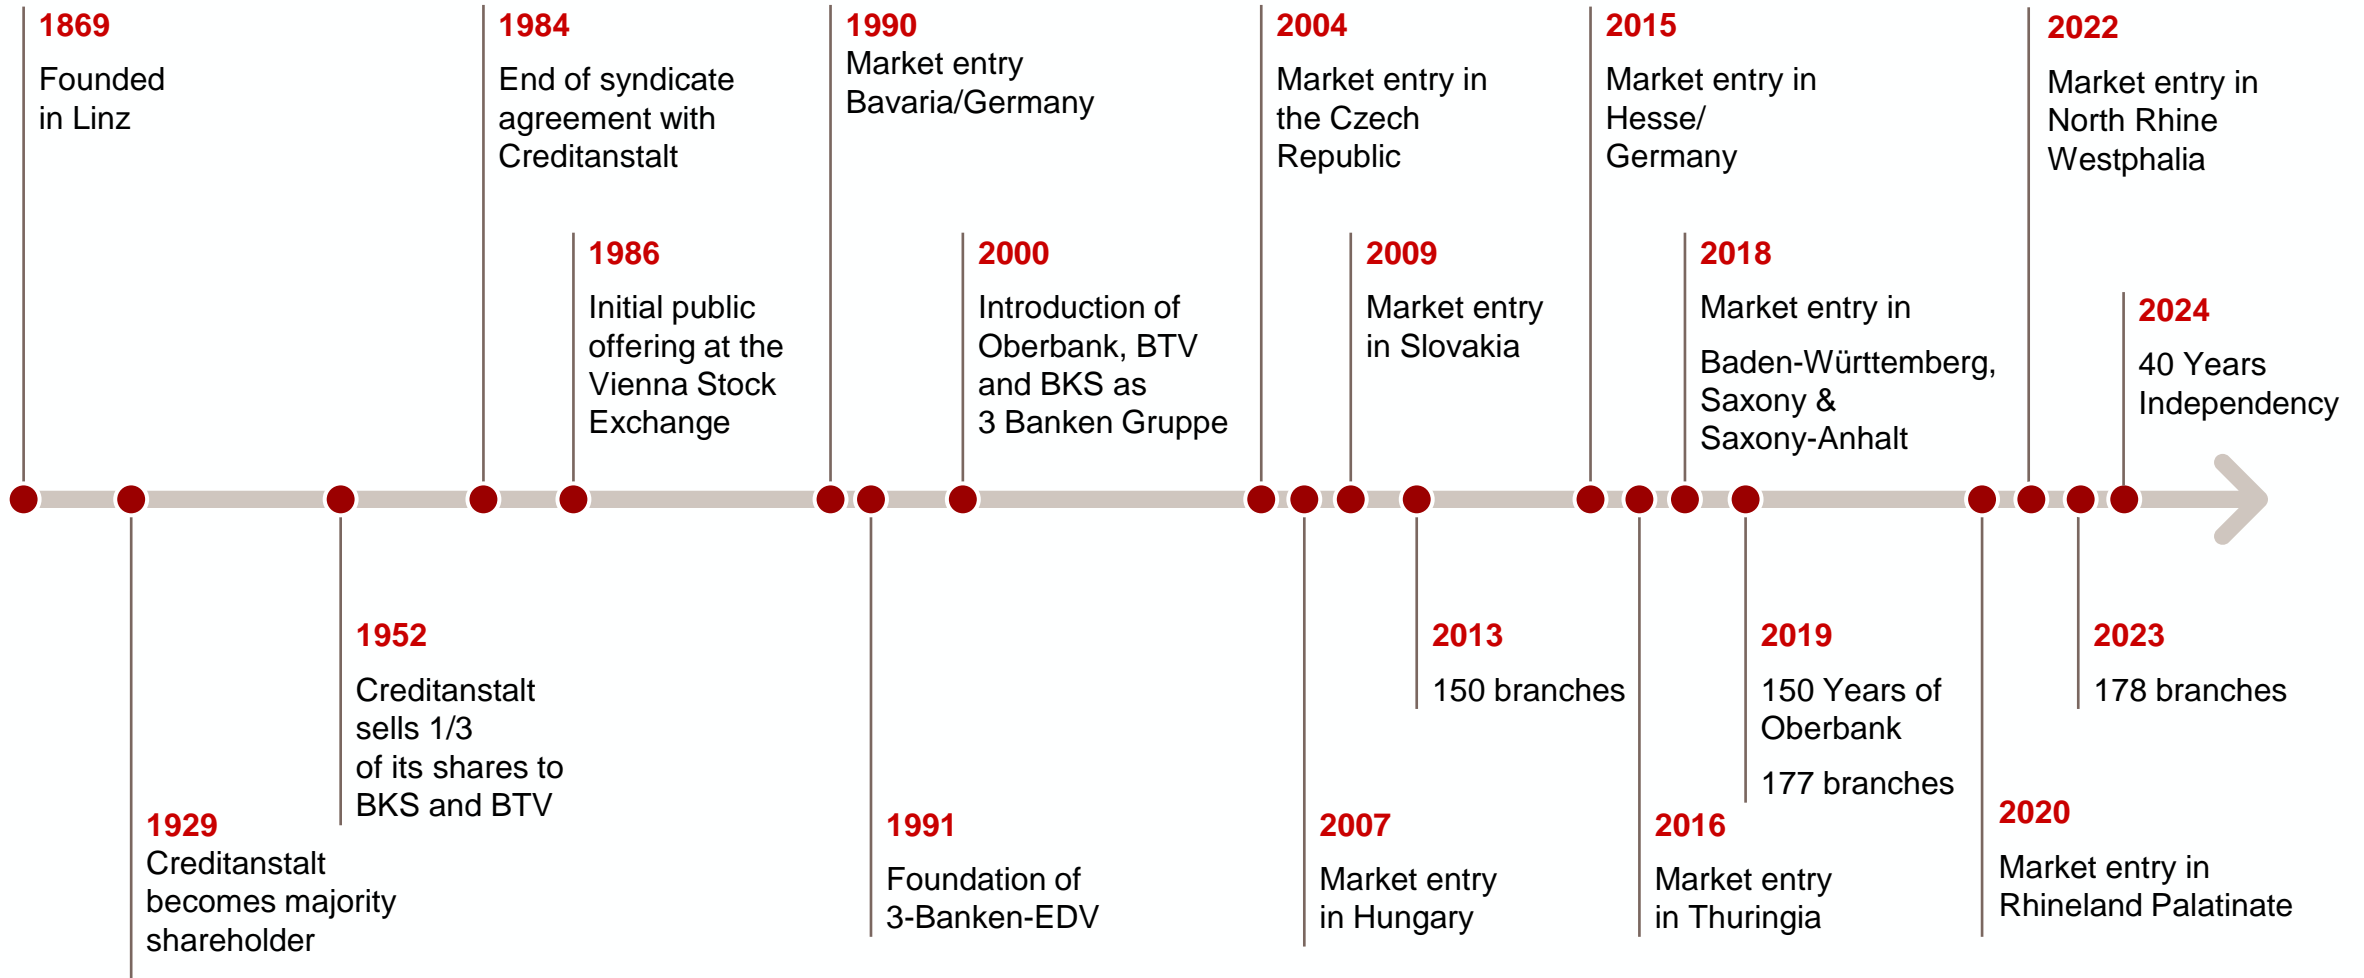 1869
Founded
in Linz
1984
End of syndicate
agreement with
Creditanstalt
1990
Market entry
Bavaria/Germany
2004
Market entry in
the Czech
Republic
2015
Market entry in
Hesse/
Germany
2022
Market entry in
North Rhine
Westphalia
1986
Initial public
offering at the
Vienna Stock
Exchange
2000
Introduction of
Oberbank, BTV
and BKS as
3 Banken Gruppe
2009
Market entry
in Slovakia
2018
Market entry in
Baden-Württemberg,
Saxony &
Saxony-Anhalt
2024
40 Years
Independency
1929
Creditanstalt
becomes majority
shareholder
1952
Creditanstalt
sells 1/3
of its shares to
BKS and BTV
1991
Foundation of
3-Banken-EDV
2007
Market entry
in Hungary
2013
150 branches
2016
Market entry
in Thuringia
2019
150 Years of
Oberbank
177 branches
2020
Market entry in
Rhineland Palatinate
2023
178 branches